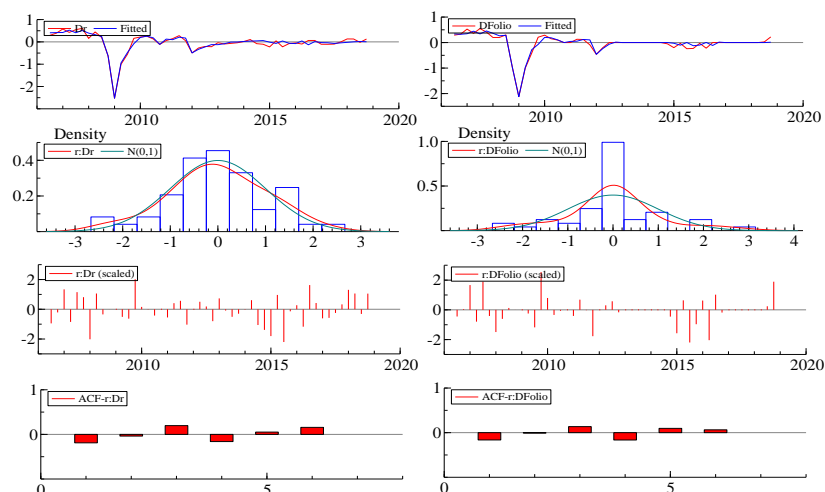 Dr Fitted
1
0
-1
-2
2010 2015 2020
DFolio Fitted
1
0
-1
-2
2010 2015 2020
Density
r:Dr N(0,1)
0.4
0.2
-3 -2 -1 0 1 2 3
Density
r:DFolio N(0,1)
1.0
0.5
-3 -2 -1 0 1 2 3 4
r:Dr (scaled)
2
0
-2
2010 2015 2020
r:DFolio (scaled)
2
0
-2
2010 2015 2020
ACF-r:Dr
1
0
0 5
ACF-r:DFolio
1
0
0 5